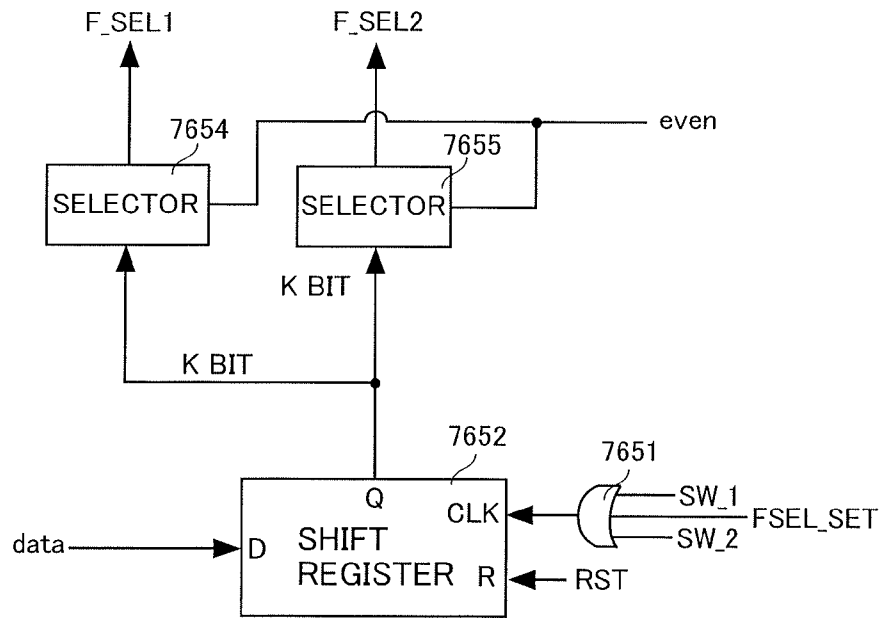 F_SEL1
F_SEL2
7654
7655
even
SELECTOR
SELECTOR
K BIT
K BIT
7652
7651
Q
CLK
SW_1
FSEL_SET
SW_2
data
D
SHIFT
REGISTER
R
RST